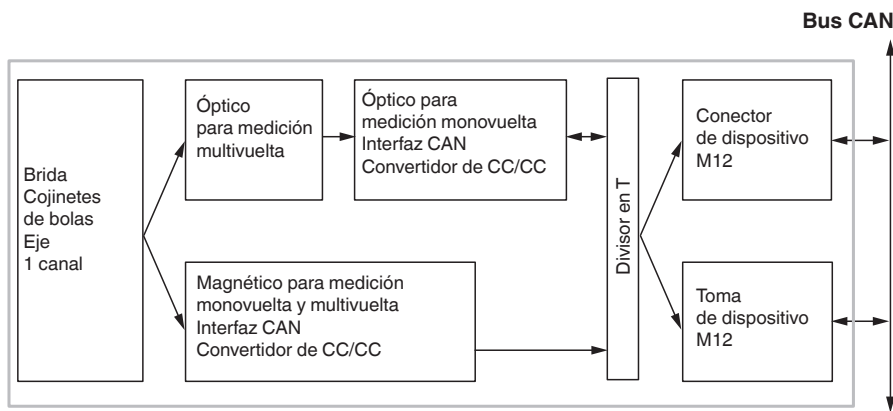 Bus CAN
Brida
Cojinetes
de bolas
Eje
1 canal
Óptico
para medición
multivuelta
Óptico para
medición monovuelta
Interfaz CAN
Convertidor de CC/CC
Magnético para medición
monovuelta y multivuelta
Interfaz CAN
Convertidor de CC/CC
Divisor en T
Conector
de dispositivo
M12
Toma
de dispositivo
M12